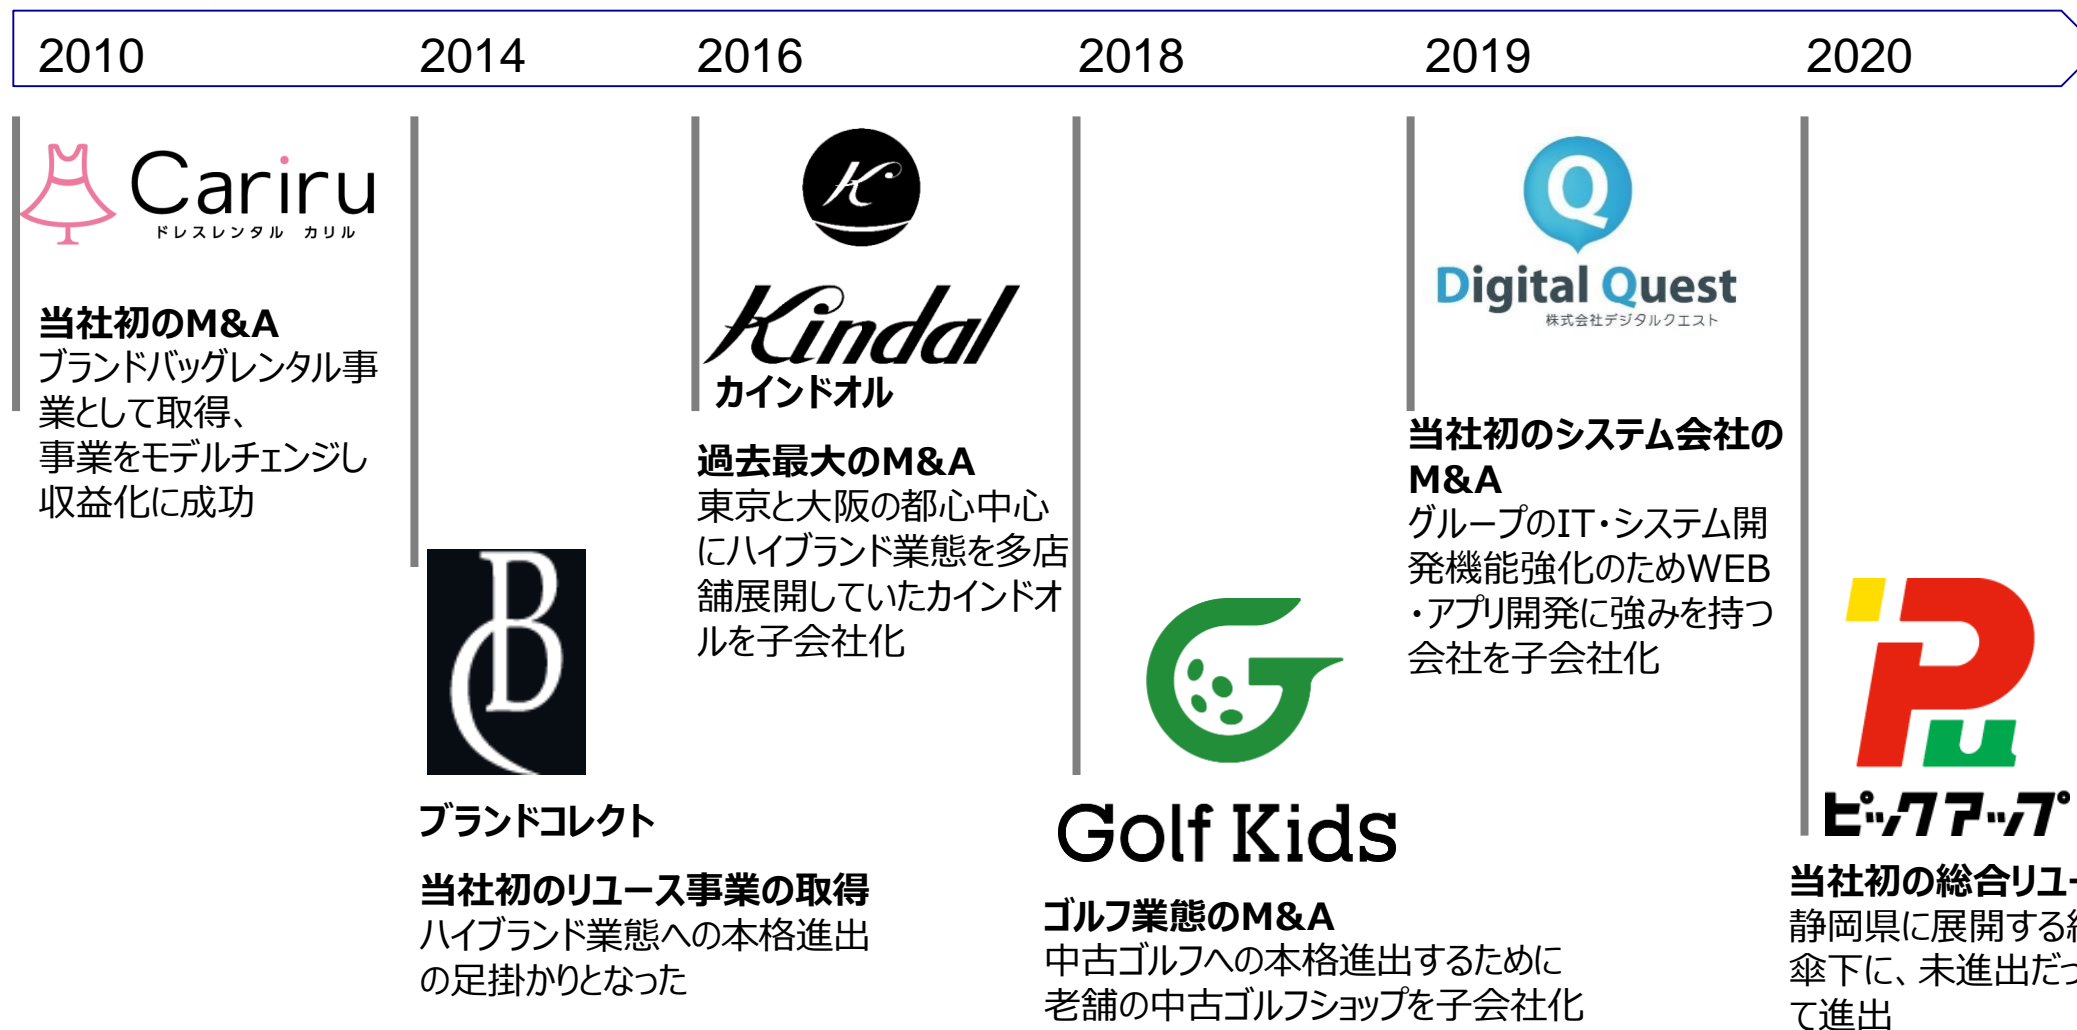 2010 2014 2016 2018 2019 2020
Cariru
ドレスレンタル カリル
当社初のM&A
ブランドバッグレンタル事
業として取得、
事業をモデルチェンジし
収益化に成功
BC
ブランドコレクト
当社初のリユース事業の取得
ハイブランド業態への本格進出
の足掛かりとなった
K
Kindal
カインドオル
過去最大のM&A
東京と大阪の都心中心
にハイブランド業態を多店
舗展開していたカインドオ
ルを子会社化
G
Golf Kids
ゴルフ業態のM&A
中古ゴルフへの本格進出するために
老舗の中古ゴルフショップを子会社化
Q
Digital Quest
株式会社デジタルクエスト
当社初のシステム会社の
M&A
グループのIT・システム開
発機能強化のためWEB
・アプリ開発に強みを持つ
会社を子会社化
Pu
ピックアップ
当社初の総合リユー
静岡県に展開する
傘下に、未進出だっ
て進出